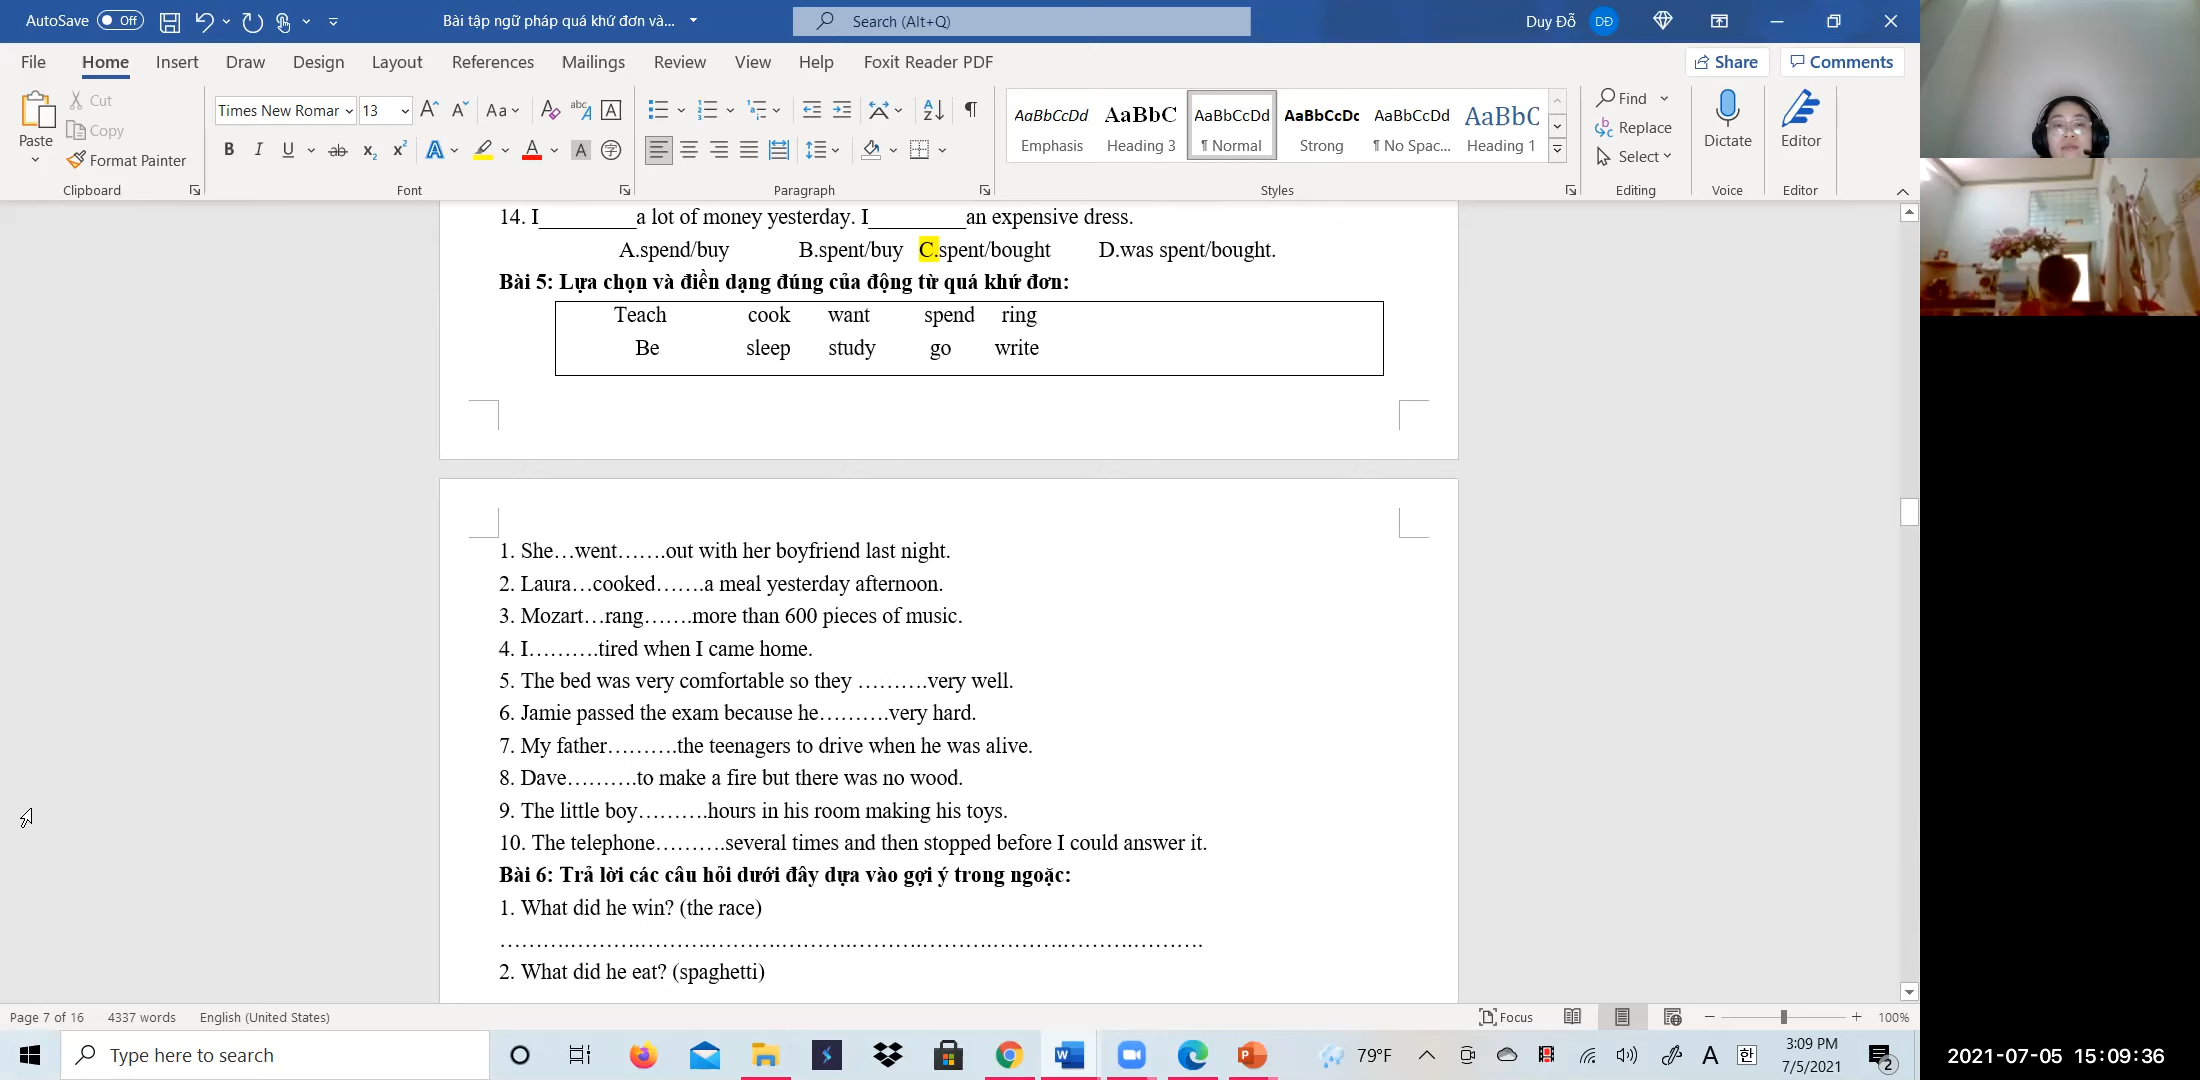 AutoSave Off Bài tập ngữ pháp quá khứ đơn và... Search (Alt+Q) Duy Đỗ DĐ
File Home Insert Draw Design Layout References Mailings Review View Help Foxit Reader PDF Share Comments
Paste Cut Copy Format Painter
Times New Romar 13 Aa
AaBbCcDd AaBbC AaBbCcDd AaBbCcDc AaBbCcDd AaBbC
Emphasis Heading 3 ¶ Normal Strong ¶ No Spac... Heading 1
Find Replace Select Dictate Editor
Clipboard Font Paragraph Styles Editing Voice Editor
14. I_________a lot of money yesterday. I_________an expensive dress.
A.spend/buy B.spent/buy C.spent/bought D.was spent/bought.
Bài 5: Lựa chọn và điền dạng đúng của động từ quá khứ đơn:
Teach cook want spend ring
Be sleep study go write
1. She…went…….out with her boyfriend last night.
2. Laura…cooked…….a meal yesterday afternoon.
3. Mozart…rang…….more than 600 pieces of music.
4. I……….tired when I came home.
5. The bed was very comfortable so they ……….very well.
6. Jamie passed the exam because he……….very hard.
7. My father……….the teenagers to drive when he was alive.
8. Dave……….to make a fire but there was no wood.
9. The little boy……….hours in his room making his toys.
10. The telephone……….several times and then stopped before I could answer it.
Bài 6: Trả lời các câu hỏi dưới đây dựa vào gợi ý trong ngoặc:
1. What did he win? (the race)
……….……….……….……….……….……….……….……….……….……….
2. What did he eat? (spaghetti)
Page 7 of 16 4337 words English (United States) Focus 100%
Type here to search 79°F A 한 3:09 PM 7/5/2021 2
2021-07-05 15:09:36